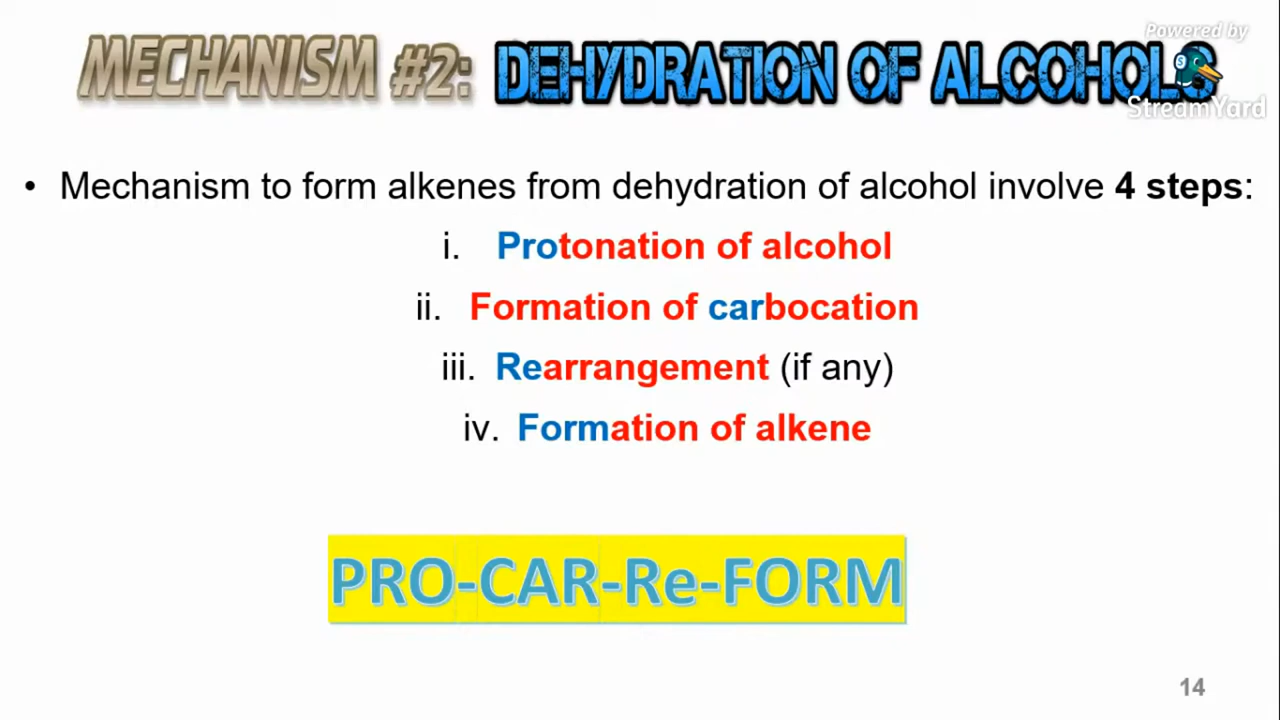 MECHANISM #2: DEHYDRATION OF ALCOHOLS
Powered by
StreamYard
• Mechanism to form alkenes from dehydration of alcohol involve 4 steps:
i. Protonation of alcohol
ii. Formation of carbocation
iii. Rearrangement (if any)
iv. Formation of alkene
PRO-CAR-Re-FORM
14